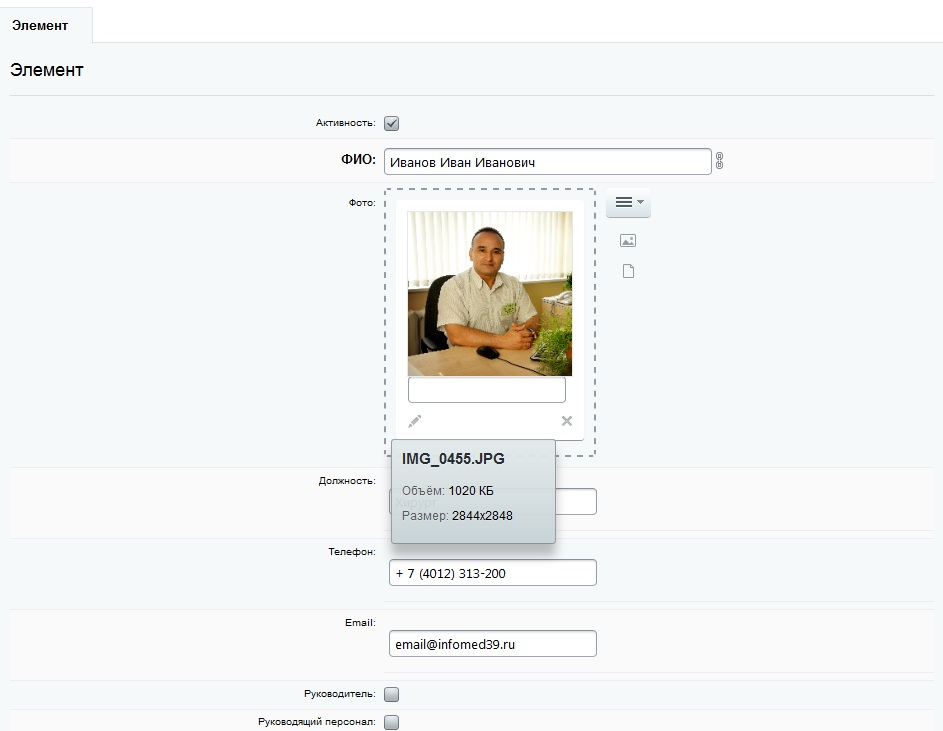 Элемент
Элемент
Активность:
ФИО: Иванов Иван Иванович
Фото:
IMG_0455.JPG
Объём: 1020 КБ
Размер: 2844x2848
Должность: Хирург
Телефон: + 7 (4012) 313-200
Email: email@infomed39.ru
Руководитель:
Руководящий персонал: